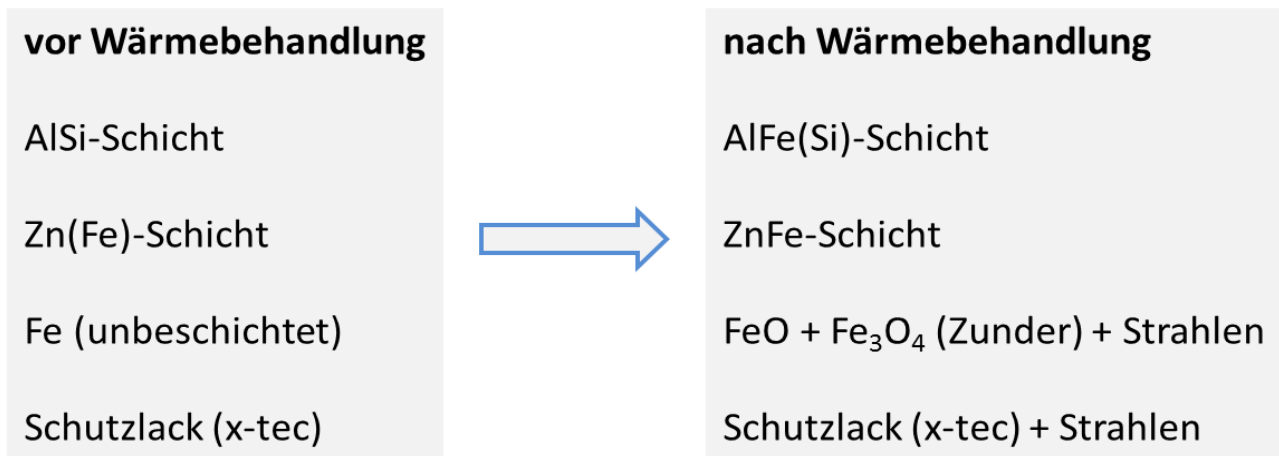 vor Wärmebehandlung
AlSi-Schicht
Zn(Fe)-Schicht
Fe (unbeschichtet)
Schutzlack (x-tec)
nach Wärmebehandlung
AlFe(Si)-Schicht
ZnFe-Schicht
FeO + Fe₃O₄ (Zunder) + Strahlen
Schutzlack (x-tec) + Strahlen